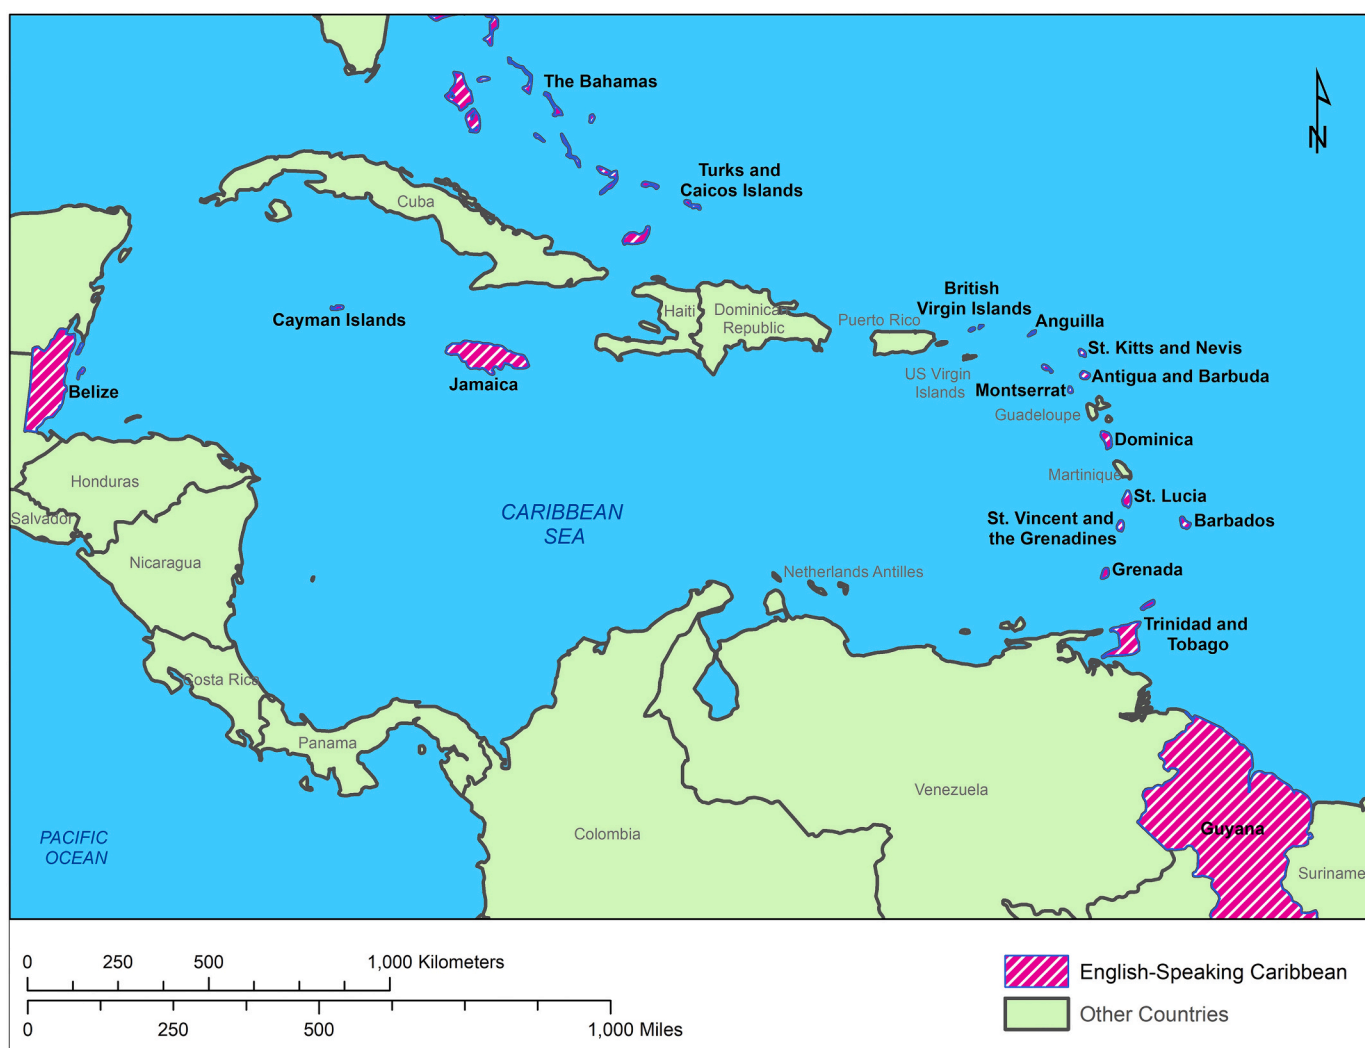 The Bahamas
N
Turks and
Caicos Islands
Cuba
British
Virgin Islands
Cayman Islands
Haiti
Dominican
Republic
Puerto Rico
Anguilla
St. Kitts and Nevis
US Virgin
Islands
Antigua and Barbuda
Jamaica
Belize
Montserrat
Guadeloupe
Dominica
Honduras
Martinique
St. Lucia
CARIBBEAN
SEA
Salvador
St. Vincent and
the Grenadines
Barbados
Nicaragua
Netherlands Antilles
Grenada
Trinidad and
Tobago
Costa Rica
Panama
Venezuela
Colombia
Guyana
PACIFIC
OCEAN
Suriname
0 250 500 1,000 Kilometers
0 250 500 1,000 Miles
English-Speaking Caribbean
Other Countries